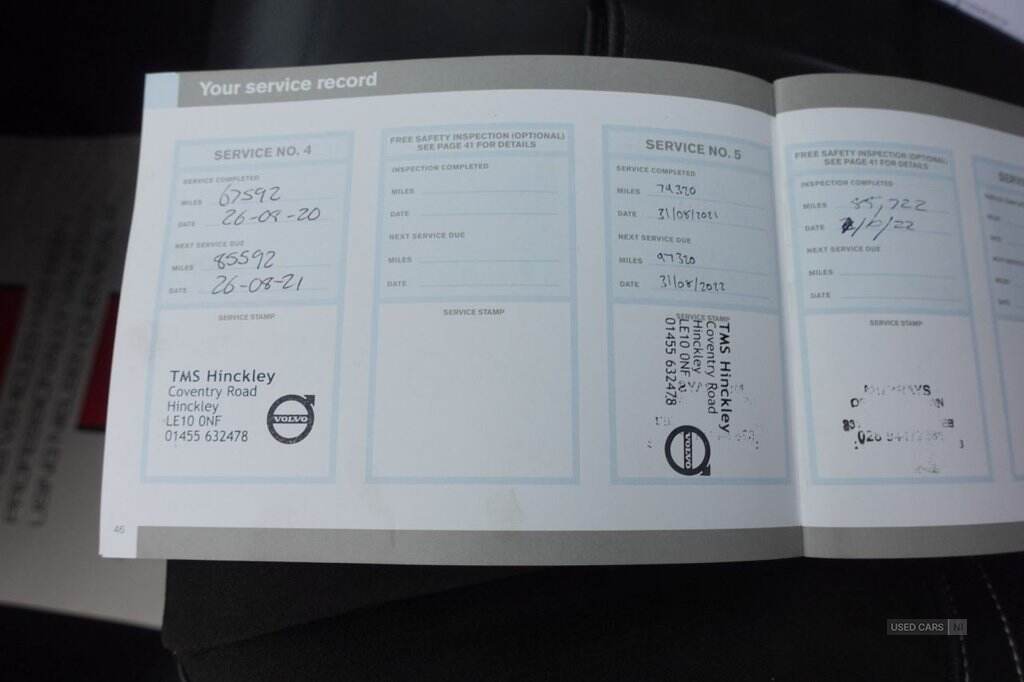 Your service record
SERVICE NO. 4
SERVICE COMPLETED
MILES 67592
DATE 26-08-20
NEXT SERVICE DUE
MILES 85592
DATE 26-08-21
SERVICE STAMP
TMS Hinckley
Coventry Road
Hinckley
LE10 0NF
01455 632478
VOLVO
FREE SAFETY INSPECTION (OPTIONAL)
SEE PAGE 41 FOR DETAILS
INSPECTION COMPLETED
MILES
DATE
NEXT SERVICE DUE
MILES
DATE
SERVICE STAMP
SERVICE NO. 5
SERVICE COMPLETED
MILES 79320
DATE 31/08/2021
NEXT SERVICE DUE
MILES 97320
DATE 31/08/2022
SERVICE STAMP
TMS Hinckley
Coventry Road
Hinckley
LE10 0NF
01455 632478
VOLVO
FREE SAFETY INSPECTION (OPTIONAL)
SEE PAGE 41 FOR DETAILS
INSPECTION COMPLETED
MILES
DATE
NEXT SERVICE DUE
MILES
DATE
SERVICE STAMP
46
USED CARS NI